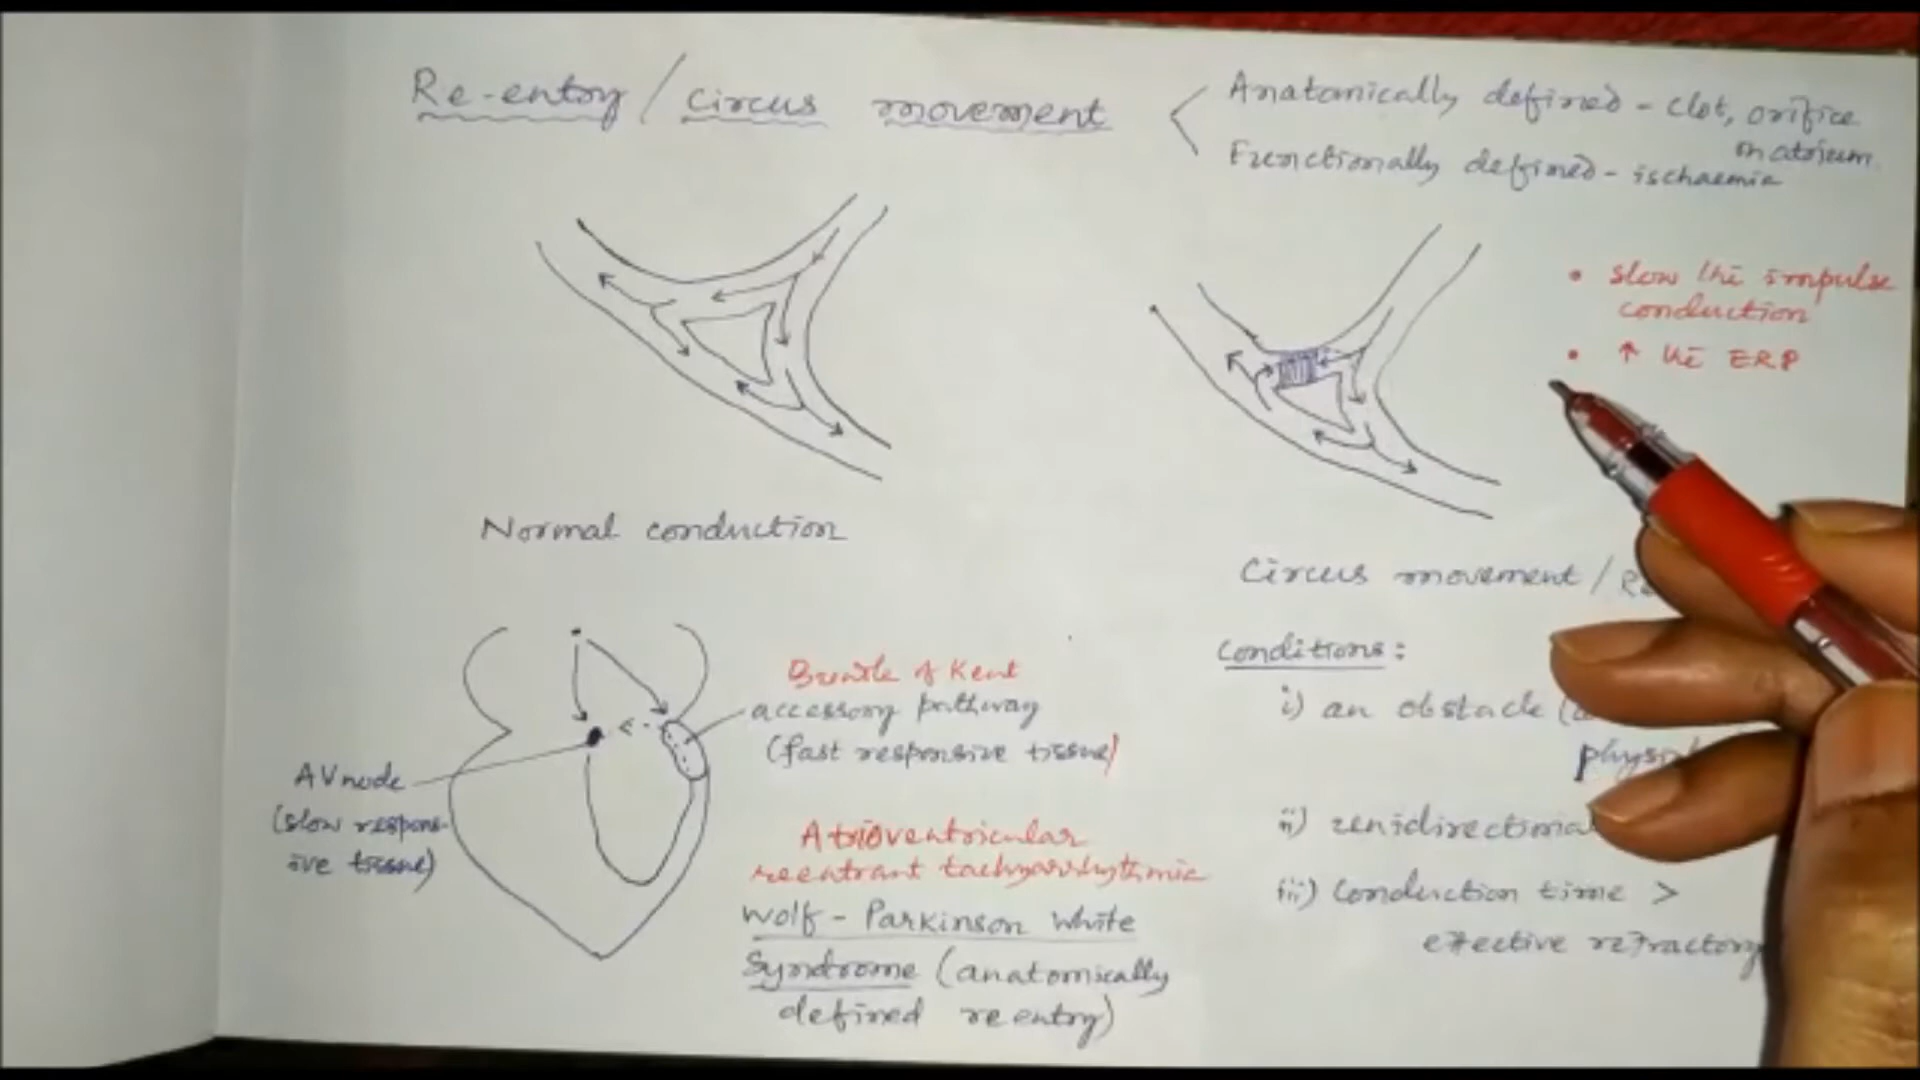 Re-entry / circus movement
Anatomically defined - clot, orifice
in atrium
Functionally defined - ischaemia
• slow the impulse
conduction
• ↑ the ERP
Normal conduction
Circus movement /
Conditions:
i) an obstacle (
ii) unidirectional
iii) Conduction time >
effective refractory
Bundle of Kent
accessory pathway
(fast responsive tissue)
AV node
(slow respons-
ive tissue)
Atrioventricular
reentrant tachyarrhythmia
Wolf - Parkinson White
Syndrome (anatomically
defined reentry)